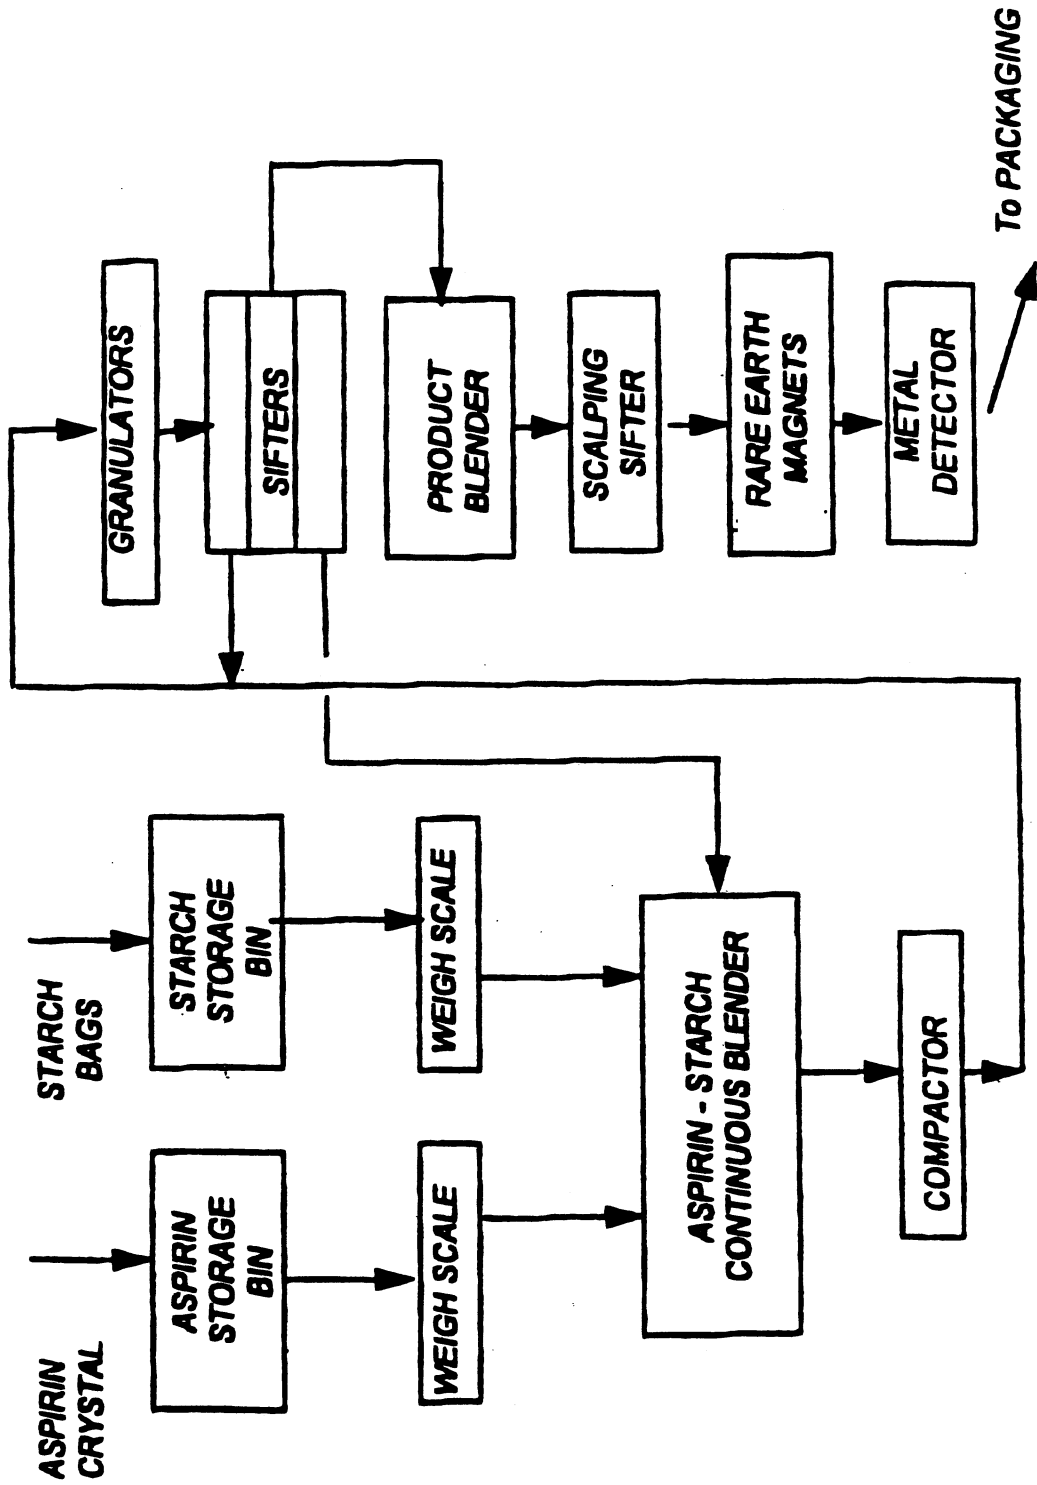 ASPIRIN
CRYSTAL
ASPIRIN
STORAGE
BIN
WEIGH SCALE
STARCH
BAGS
STARCH
STORAGE
BIN
WEIGH SCALE
ASPIRIN - STARCH
CONTINUOUS BLENDER
COMPACTOR
GRANULATORS
SIFTERS
PRODUCT
BLENDER
SCALPING
SIFTER
RARE EARTH
MAGNETS
METAL
DETECTOR
To PACKAGING